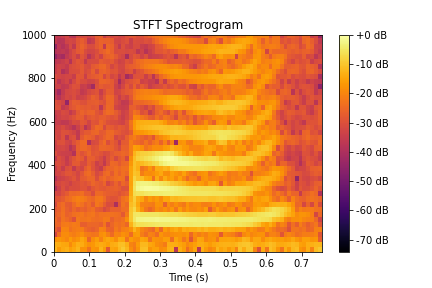 STFT Spectrogram
1000
800
600
400
200
0
Frequency (Hz)
0
0.1
0.2
0.3
0.4
0.5
0.6
0.7
Time (s)
+0 dB
-10 dB
-20 dB
-30 dB
-40 dB
-50 dB
-60 dB
-70 dB